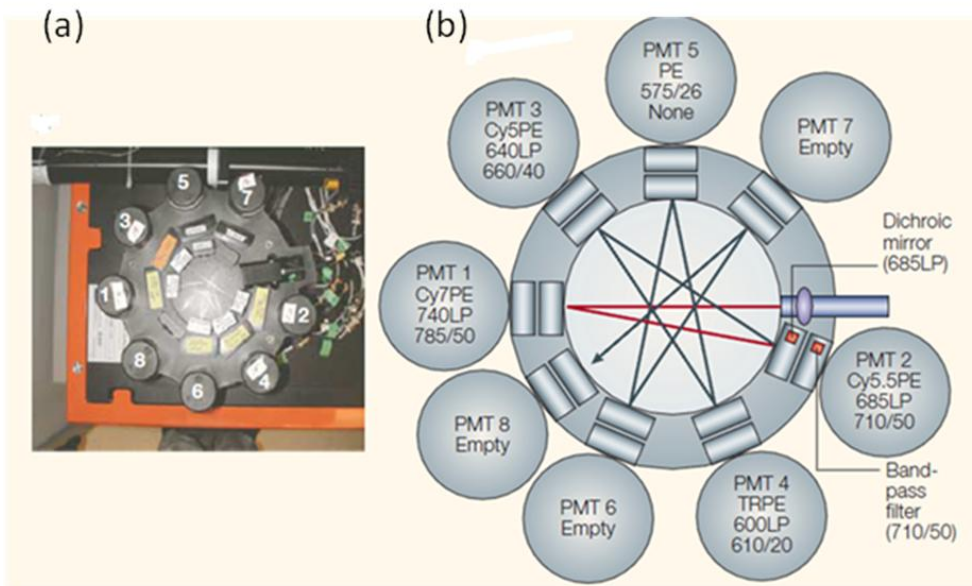 (a)
(b)
5
7
3
1
2
8
6
4
PMT 5
PE
575/26
None
PMT 3
Cy5PE
640LP
660/40
PMT 7
Empty
Dichroic
mirror
(685LP)
PMT 1
Cy7PE
740LP
785/50
PMT 2
Cy5.5PE
685LP
710/50
PMT 8
Empty
PMT 6
Empty
PMT 4
TRPE
600LP
610/20
Band-
pass
filter
(710/50)